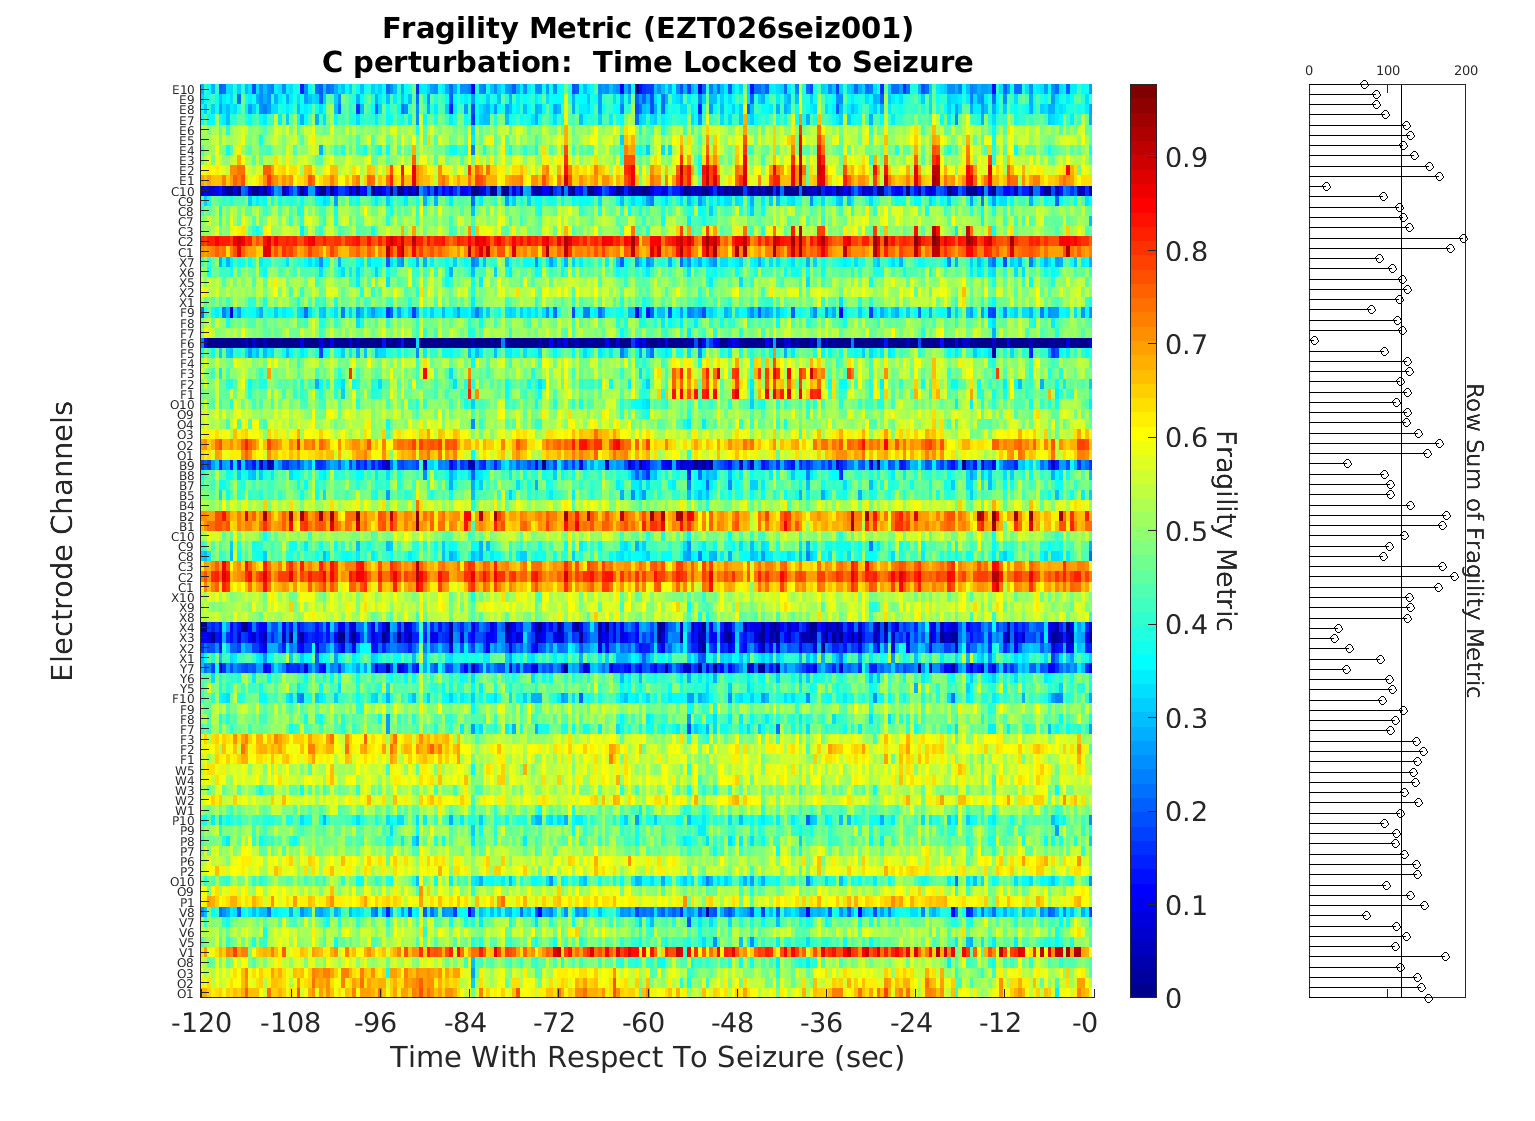 Fragility Metric (EZT026seiz001)
C perturbation:  Time Locked to Seizure
0 100 200
E10
E9
E8
E7
E6
E5
E4
E3
E2
E1
C10
C9
C8
C7
C3
C2
C1
X7
X6
X5
X2
X1
F9
F8
F7
F6
F5
F4
F3
F2
F1
O10
O9
O4
O3
O2
O1
B9
B8
B7
B5
B4
B2
B1
C10
C9
C8
C3
C2
C1
X10
X9
X8
X4
X3
X2
X1
Y7
Y6
Y5
F10
F9
F8
F7
F3
F2
F1
W5
W4
W3
W2
W1
P10
P9
P8
P7
P6
P2
O10
O9
P1
V8
V7
V6
V5
V1
O8
O3
O2
O1
Electrode Channels
-120 -108 -96 -84 -72 -60 -48 -36 -24 -12 -0
Time With Respect To Seizure (sec)
0.9
0.8
0.7
0.6
0.5
0.4
0.3
0.2
0.1
0
Fragility Metric
Row Sum of Fragility Metric